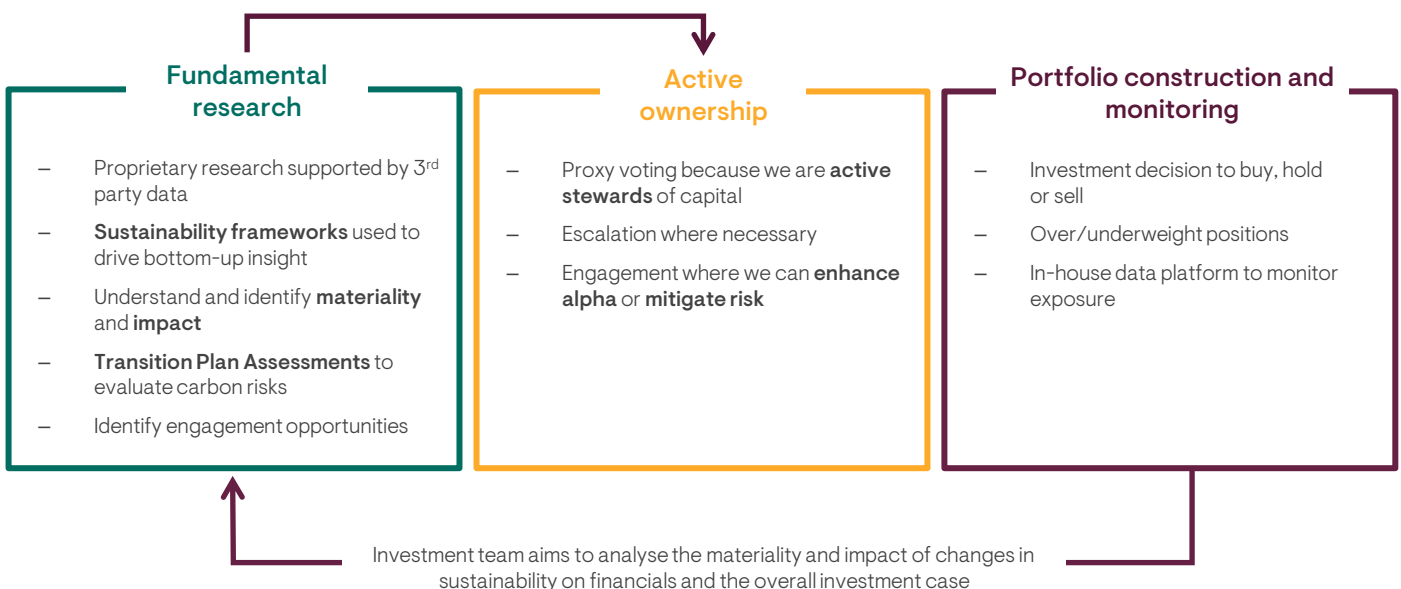 Fundamental
research
– Proprietary research supported by 3rd
party data
– Sustainability frameworks used to
drive bottom-up insight
– Understand and identify materiality
and impact
– Transition Plan Assessments to
evaluate carbon risks
– Identify engagement opportunities
Active
ownership
– Proxy voting because we are active
stewards of capital
– Escalation where necessary
– Engagement where we can enhance
alpha or mitigate risk
Portfolio construction and
monitoring
– Investment decision to buy, hold
or sell
– Over/underweight positions
– In-house data platform to monitor
exposure
Investment team aims to analyse the materiality and impact of changes in
sustainability on financials and the overall investment case